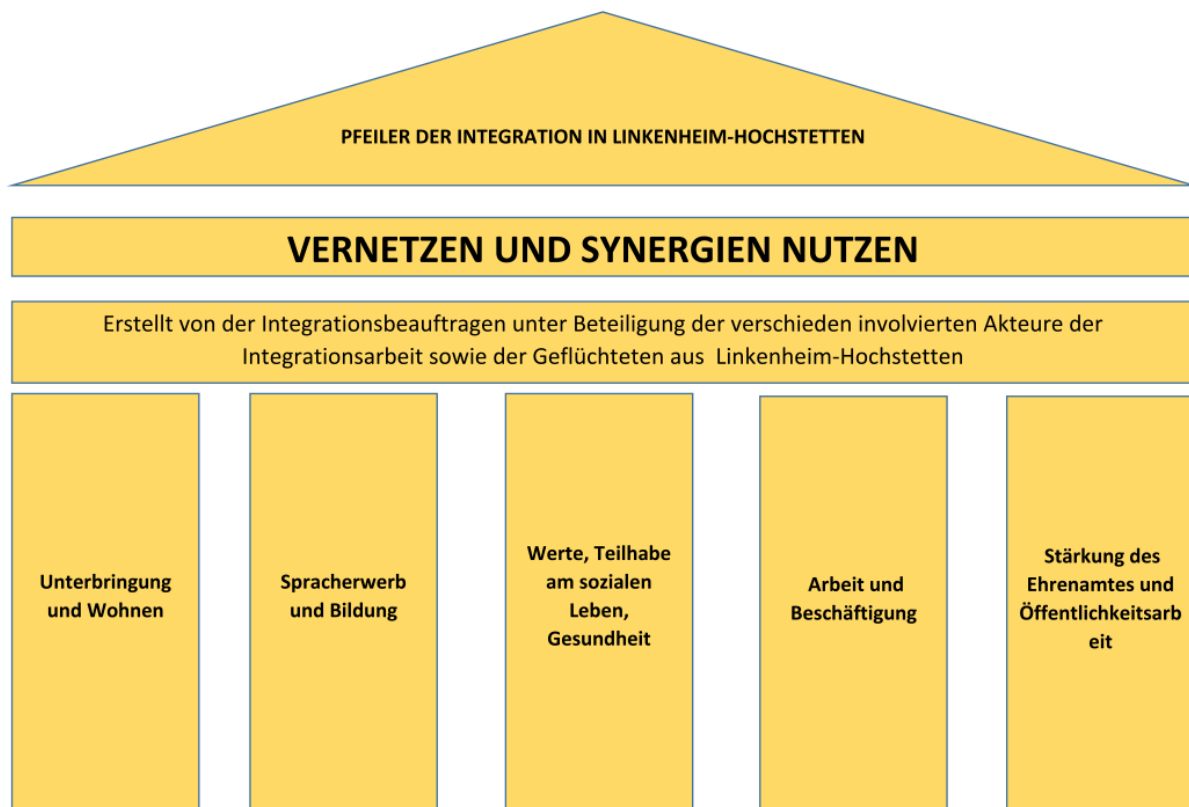 PFEILER DER INTEGRATION IN LINKENHEIM-HOCHSTETTEN
VERNETZEN UND SYNERGIEN NUTZEN
Erstellt von der Integrationsbeauftragen unter Beteiligung der verschieden involvierten Akteure der
Integrationsarbeit sowie der Geflüchteten aus Linkenheim-Hochstetten
Unterbringung
und Wohnen
Spracherwerb
und Bildung
Werte, Teilhabe
am sozialen
Leben,
Gesundheit
Arbeit und
Beschäftigung
Stärkung des
Ehrenamtes und
Öffentlichkeitsarb
eit